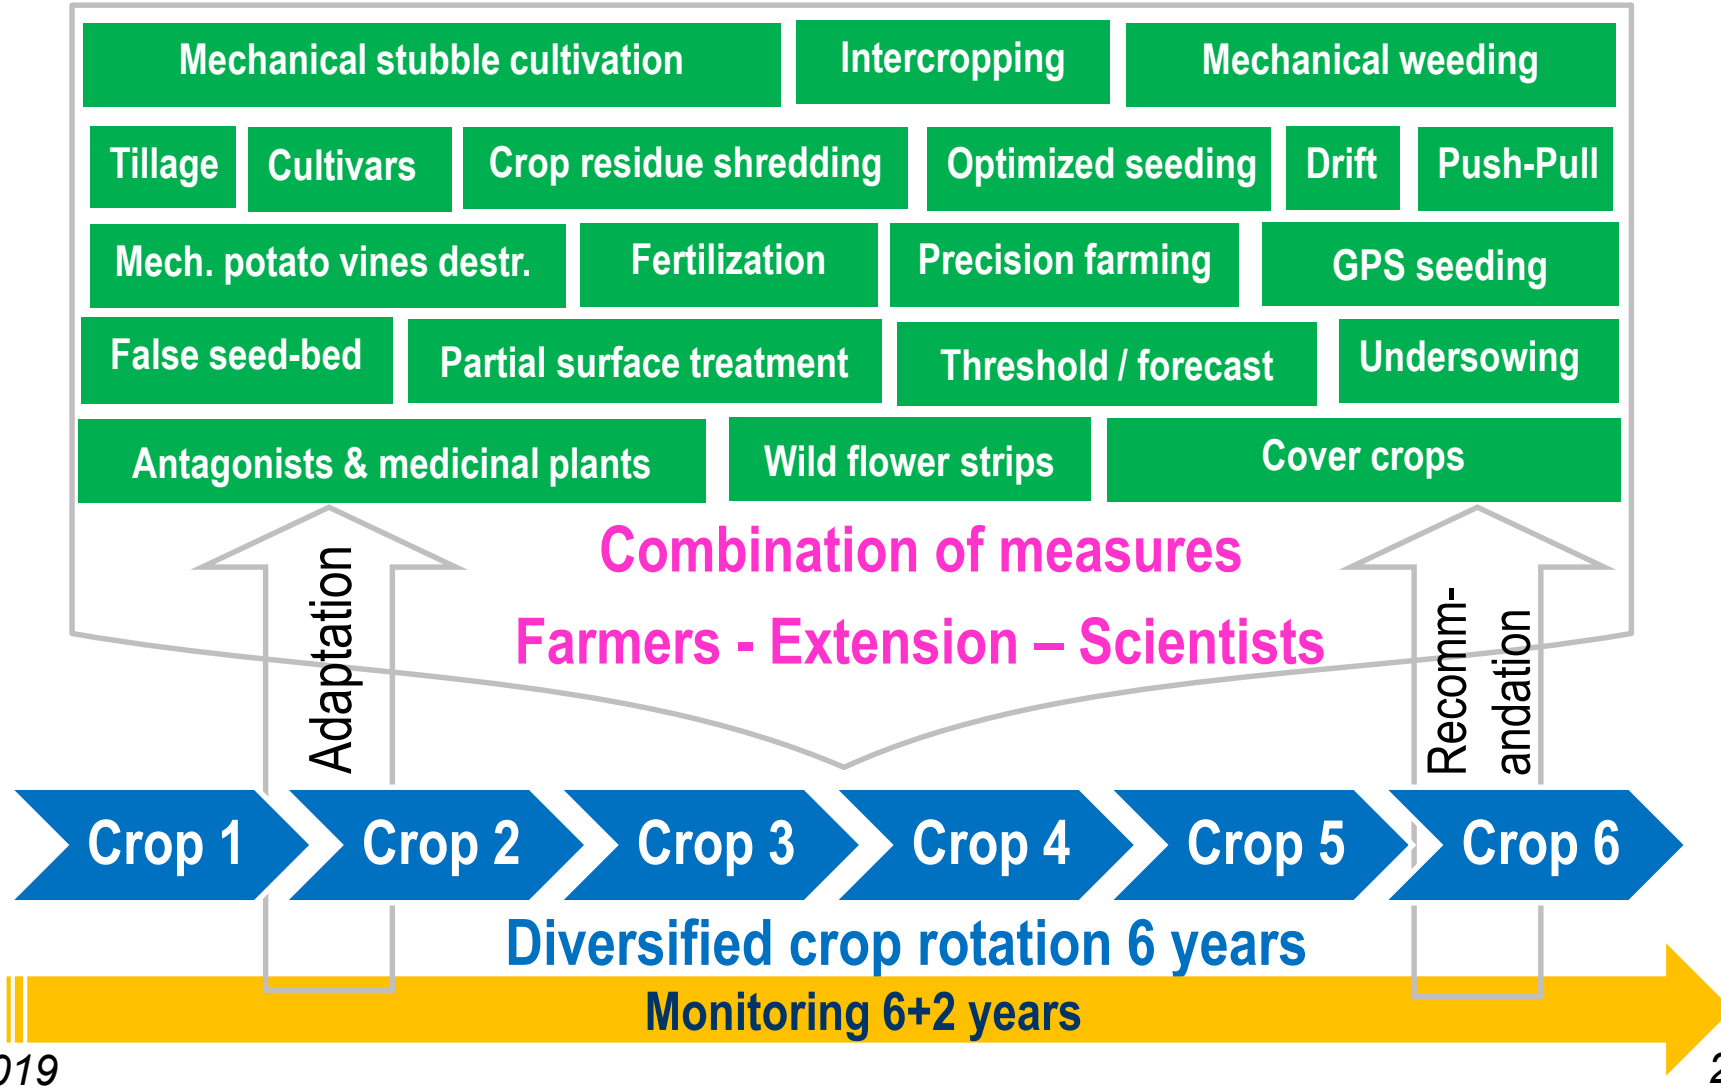 Mechanical stubble cultivation
Intercropping
Mechanical weeding
Tillage
Cultivars
Crop residue shredding
Optimized seeding
Drift
Push-Pull
Mech. potato vines destr.
Fertilization
Precision farming
GPS seeding
False seed-bed
Partial surface treatment
Threshold / forecast
Undersowing
Antagonists & medicinal plants
Wild flower strips
Cover crops
Combination of measures
Farmers - Extension – Scientists
Adaptation
Recomm-
andation
Crop 1
Crop 2
Crop 3
Crop 4
Crop 5
Crop 6
Diversified crop rotation 6 years
Monitoring 6+2 years
019